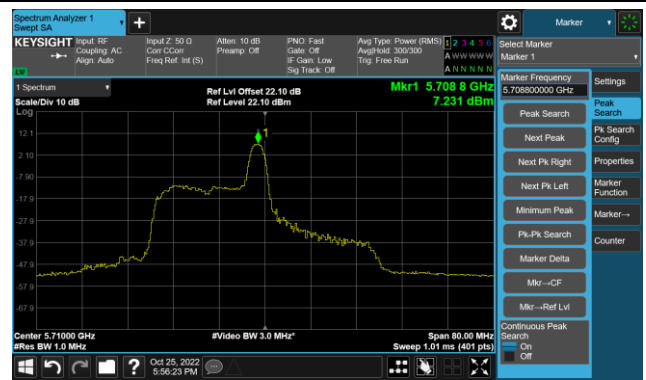 Spectrum Analyzer 1
Swept SA
Marker
KEYSIGHT
Input: RF
Coupling: AC
Align: Auto
Input Z: 50 Ω
Corr CCorr
Freq Ref: Int (S)
Atten: 10 dB
Preamp: Off
PNO: Fast
Gate: Off
IF Gain: Low
Sig Track: Off
Avg Type: Power (RMS)
Avg|Hold: 300/300
Trig: Free Run
1 2 3 4 5 6
A W W W W W
A N N N N N
LW
Select Marker
Marker 1
1 Spectrum
Scale/Div 10 dB
Log
Ref Lvl Offset 22.10 dB
Ref Level 22.10 dBm
Mkr1 5.708 8 GHz
7.231 dBm
1
12.1
2.10
-7.90
-17.9
-27.9
-37.9
-47.9
-57.9
-67.9
Center 5.71000 GHz
#Res BW 1.0 MHz
#Video BW 3.0 MHz*
Span 80.00 MHz
Sweep 1.01 ms (401 pts)
Marker Frequency
5.708800000 GHz
Peak Search
Next Peak
Next Pk Right
Next Pk Left
Minimum Peak
Pk-Pk Search
Marker Delta
Mkr→CF
Mkr→Ref Lvl
Continuous Peak
Search
On
Off
Settings
Peak
Search
Pk Search
Config
Properties
Marker
Function
Marker→
Counter
?
Oct 25, 2022
5:56:23 PM